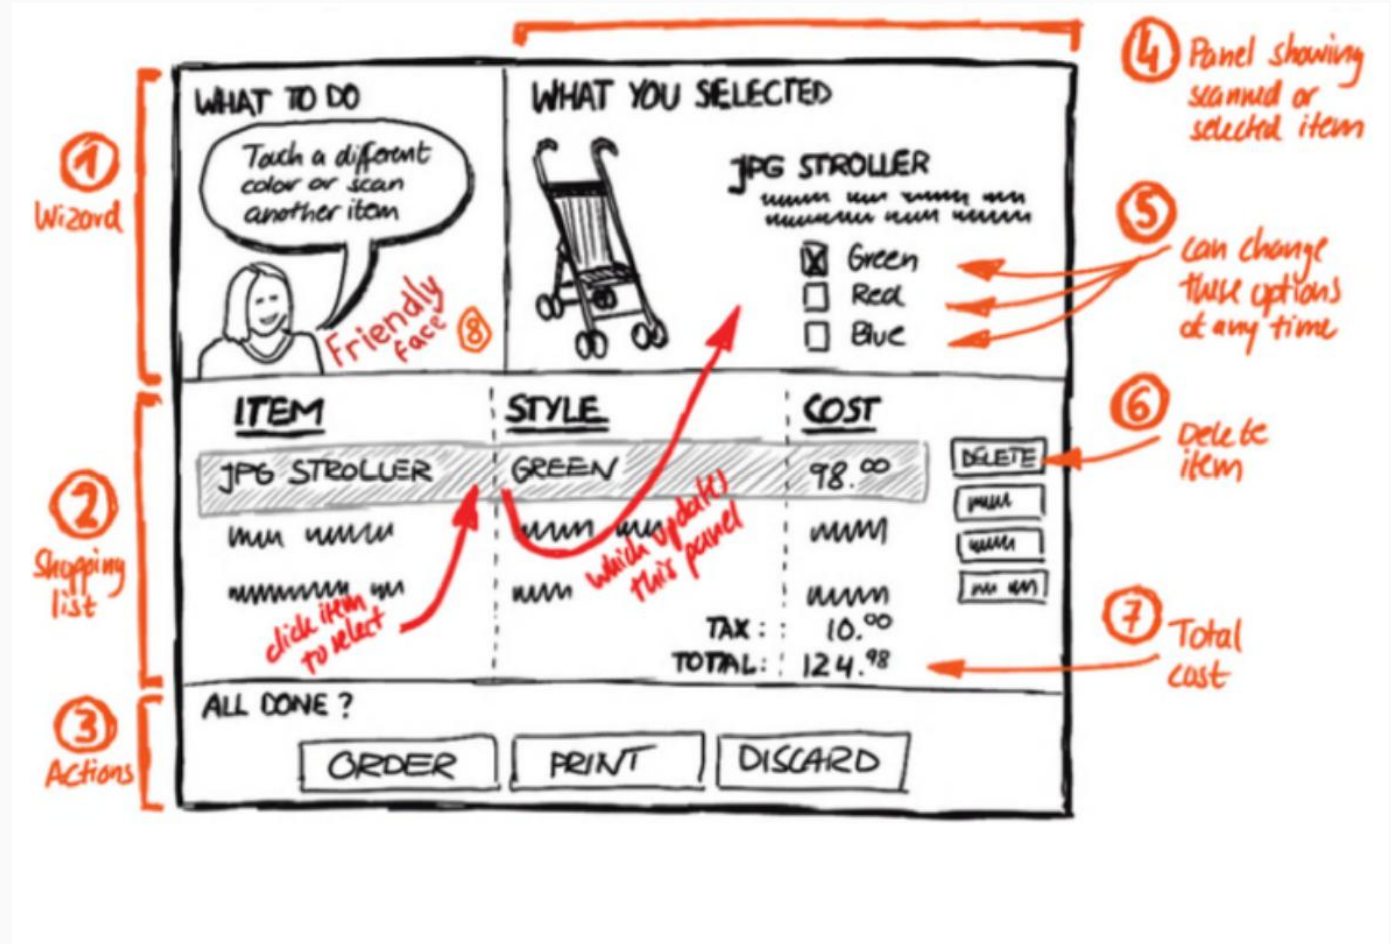 4
Panel showing
scanned or
selected item
1
Wizard
WHAT TO DO
Touch a different
color or scan
another item
Friendly
face
8
WHAT YOU SELECTED
JPG STROLLER
Green
Red
Blue
5
can change
these options
at any time
2
Shopping
list
ITEM STYLE COST
JPG STROLLER GREEN 98.00 DELETE
6
Delete
item
click item
to select
which updates
this panel
TAX: 10.00
TOTAL: 124.98
7
Total
cost
3
Actions
ALL DONE ?
ORDER PRINT DISCARD